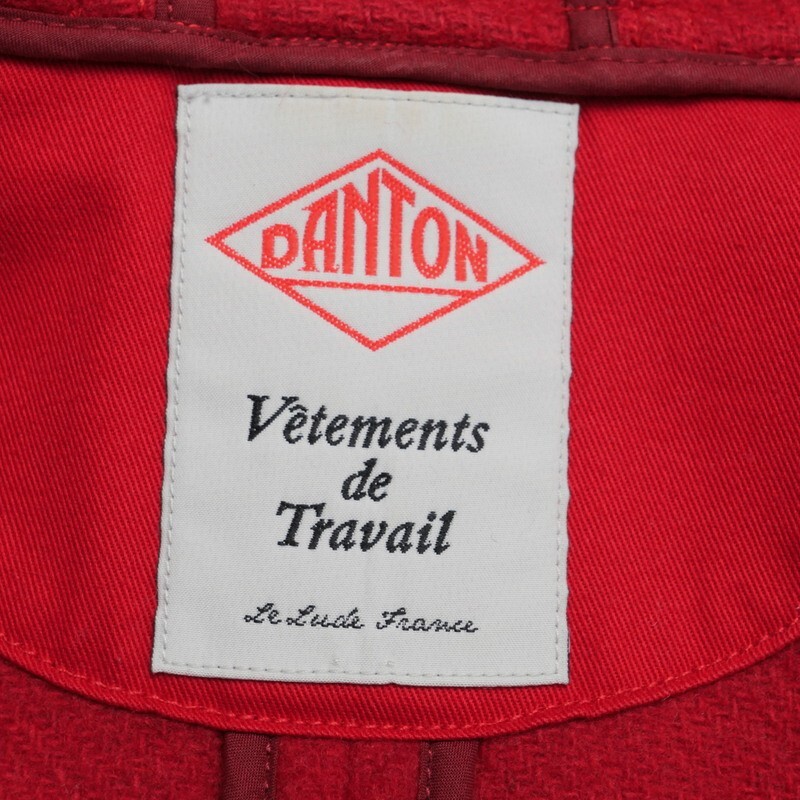 DANTON
Vêtements
de
Travail
Le Lude France